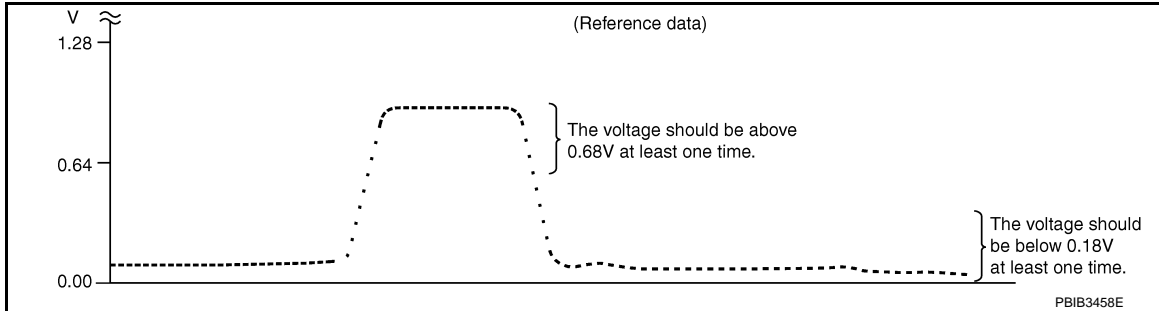 V
(Reference data)
1.28
The voltage should be above
0.64
0.68V at least one time.
The voltage should
be below 0.18V
at least one time.
0.00
PBIB3458E